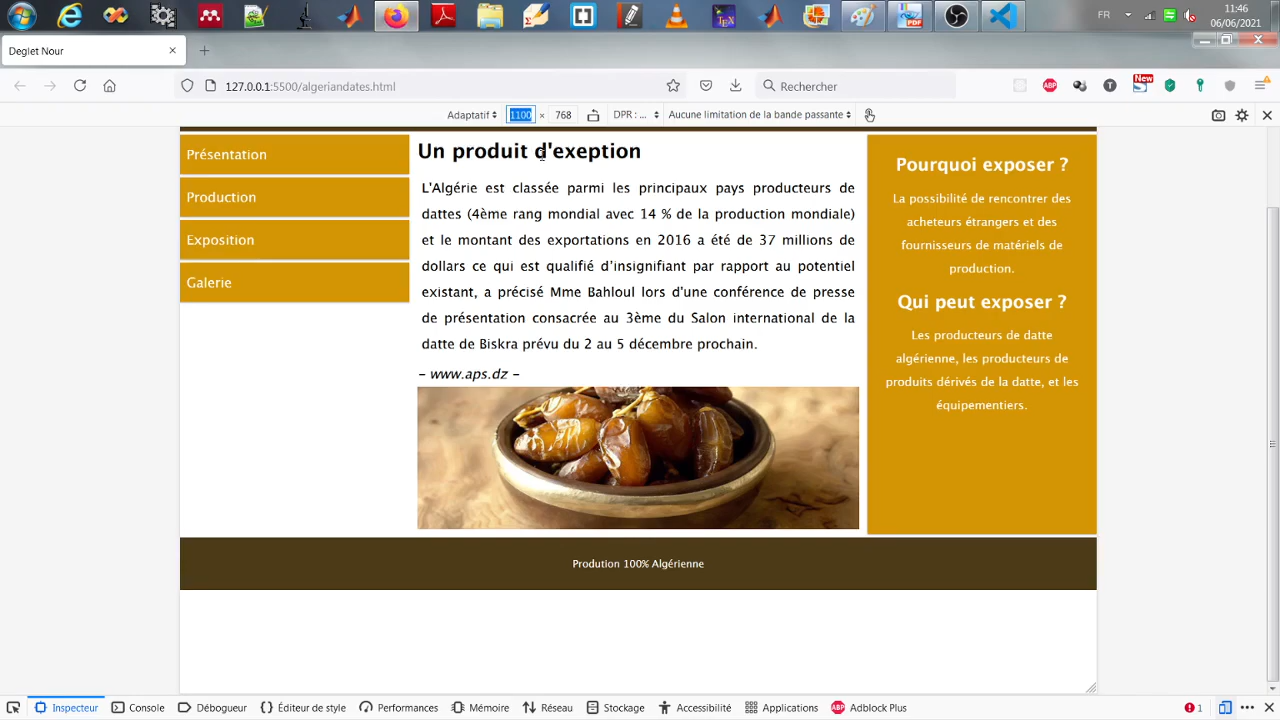 FR
11:46
06/06/2021
Deglet Nour
127.0.0.1:5500/algeriandates.html
Rechercher
New
Adaptatif
1100 × 768
DPR : ...
Aucune limitation de la bande passante
Présentation
Production
Exposition
Galerie
Un produit d'exeption
L'Algérie est classée parmi les principaux pays producteurs de
dattes (4ème rang mondial avec 14 % de la production mondiale)
et le montant des exportations en 2016 a été de 37 millions de
dollars ce qui est qualifié d'insignifiant par rapport au potentiel
existant, a précisé Mme Bahloul lors d'une conférence de presse
de présentation consacrée au 3ème du Salon international de la
datte de Biskra prévu du 2 au 5 décembre prochain.
- www.aps.dz -
Pourquoi exposer ?
La possibilité de rencontrer des
acheteurs étrangers et des
fournisseurs de matériels de
production.
Qui peut exposer ?
Les producteurs de datte
algérienne, les producteurs de
produits dérivés de la datte, et les
équipementiers.
Prodution 100% Algérienne
Inspecteur
Console
Débogueur
Éditeur de style
Performances
Mémoire
Réseau
Stockage
Accessibilité
Applications
ABP
Adblock Plus
1